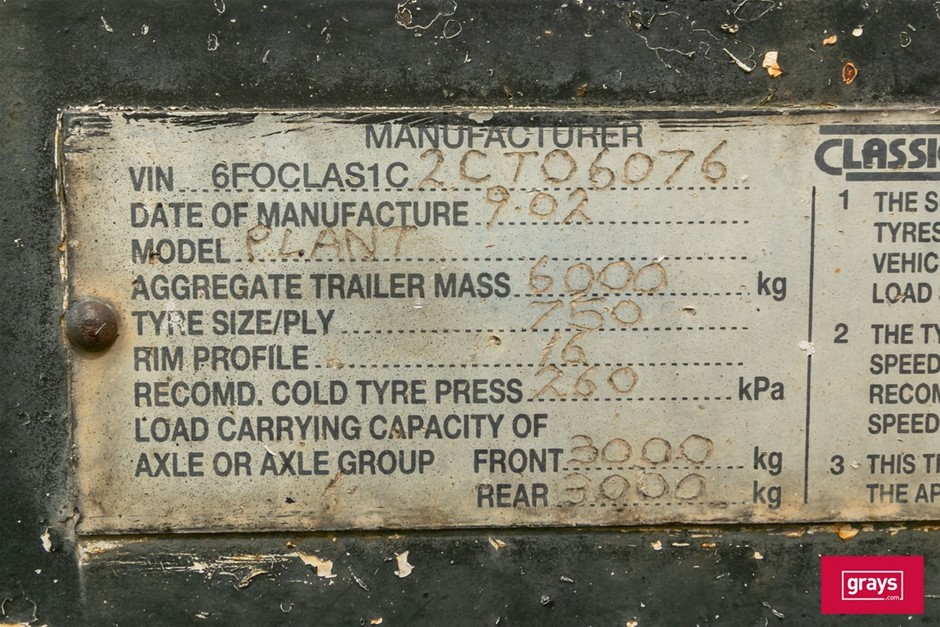 MANUFACTURER
VIN 6FOCLAS1C 2CT06076
DATE OF MANUFACTURE 9.02
MODEL PLANT
AGGREGATE TRAILER MASS 6000 kg
TYRE SIZE/PLY 750
RIM PROFILE 16
RECOMD. COLD TYRE PRESS 260 kPa
LOAD CARRYING CAPACITY OF
AXLE OR AXLE GROUP FRONT 3000 kg
REAR 3000 kg
CLASSI
1 THE S
TYRES
VEHIC
LOAD
2 THE TY
SPEED
RECOM
SPEED
3 THIS T
THE AP
grays
.com